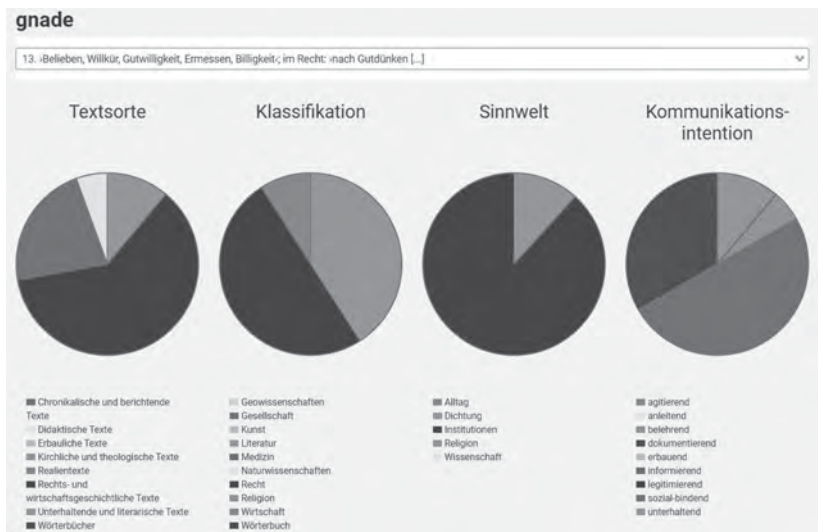 gnade
13. ›Belieben, Willkür, Gutwilligkeit, Ermessen, Billigkeit‹; im Recht: ›nach Gutdünken [...]
Textsorte
Chronikalische und berichtende
Texte
Didaktische Texte
Erbauliche Texte
Kirchliche und theologische Texte
Realientexte
Rechts- und
wirtschaftsgeschichtliche Texte
Unterhaltende und literarische Texte
Wörterbücher
Klassifikation
Geowissenschaften
Gesellschaft
Kunst
Literatur
Medizin
Naturwissenschaften
Recht
Religion
Wirtschaft
Wörterbuch
Sinnwelt
Alltag
Dichtung
Institutionen
Religion
Wissenschaft
Kommunikations-
intention
agitierend
anleitend
belehrend
dokumentierend
erbauend
informierend
legitimierend
sozial-bindend
unterhaltend